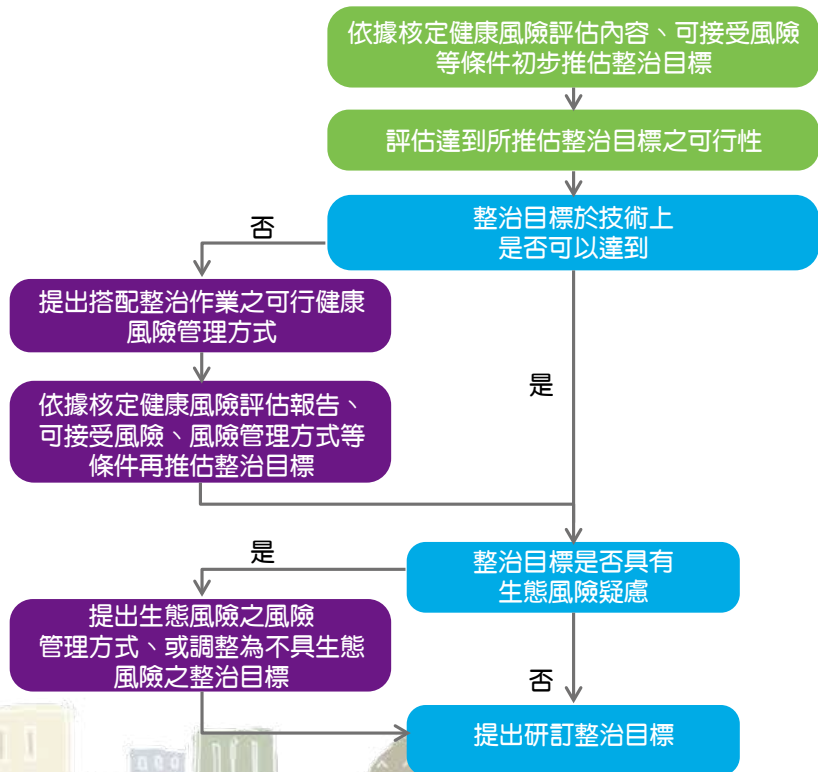 依據核定健康風險評估內容、可接受風險
等條件初步推估整治目標
評估達到所推估整治目標之可行性
整治目標於技術上
是否可以達到
否
提出搭配整治作業之可行健康
風險管理方式
是
依據核定健康風險評估報告、
可接受風險、風險管理方式等
條件再推估整治目標
整治目標是否具有
生態風險疑慮
是
提出生態風險之風險
管理方式、或調整為不具生態
風險之整治目標
否
提出研訂整治目標